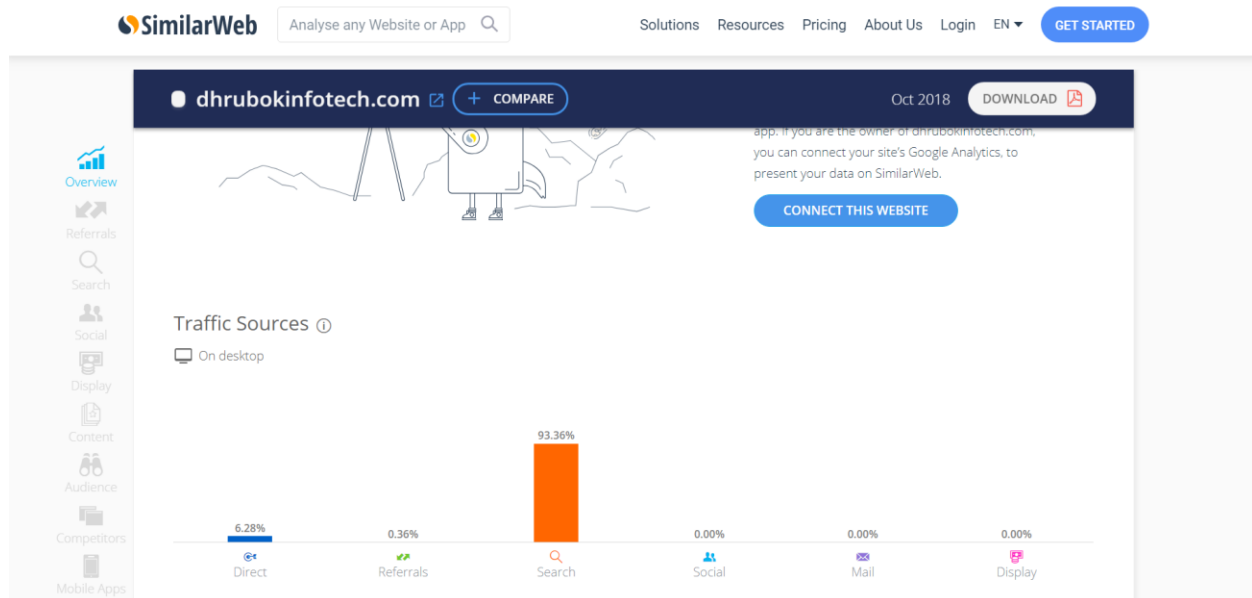 SimilarWeb
Analyse any Website or App
Solutions Resources Pricing About Us Login EN
GET STARTED
dhrubokinfotech.com
+ COMPARE
Oct 2018
DOWNLOAD
app. If you are the owner of dhrubokinfotech.com,
you can connect your site's Google Analytics, to
present your data on SimilarWeb.
CONNECT THIS WEBSITE
Overview
Referrals
Search
Social
Display
Content
Audience
Competitors
Mobile Apps
Traffic Sources
On desktop
6.28% 0.36% 93.36% 0.00% 0.00% 0.00%
Direct Referrals Search Social Mail Display